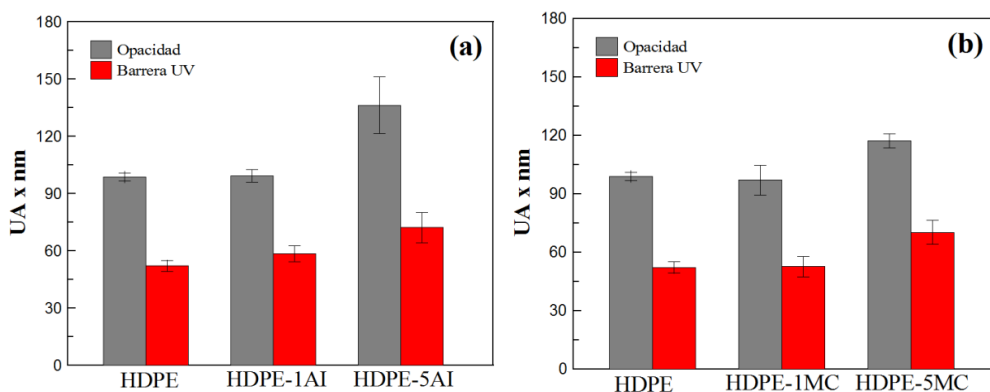 (a)
Opacidad
Barrera UV
UA x nm
180
150
120
90
60
30
0
HDPE
HDPE-1AI
HDPE-5AI
(b)
Opacidad
Barrera UV
UA x nm
180
150
120
90
60
30
0
HDPE
HDPE-1MC
HDPE-5MC